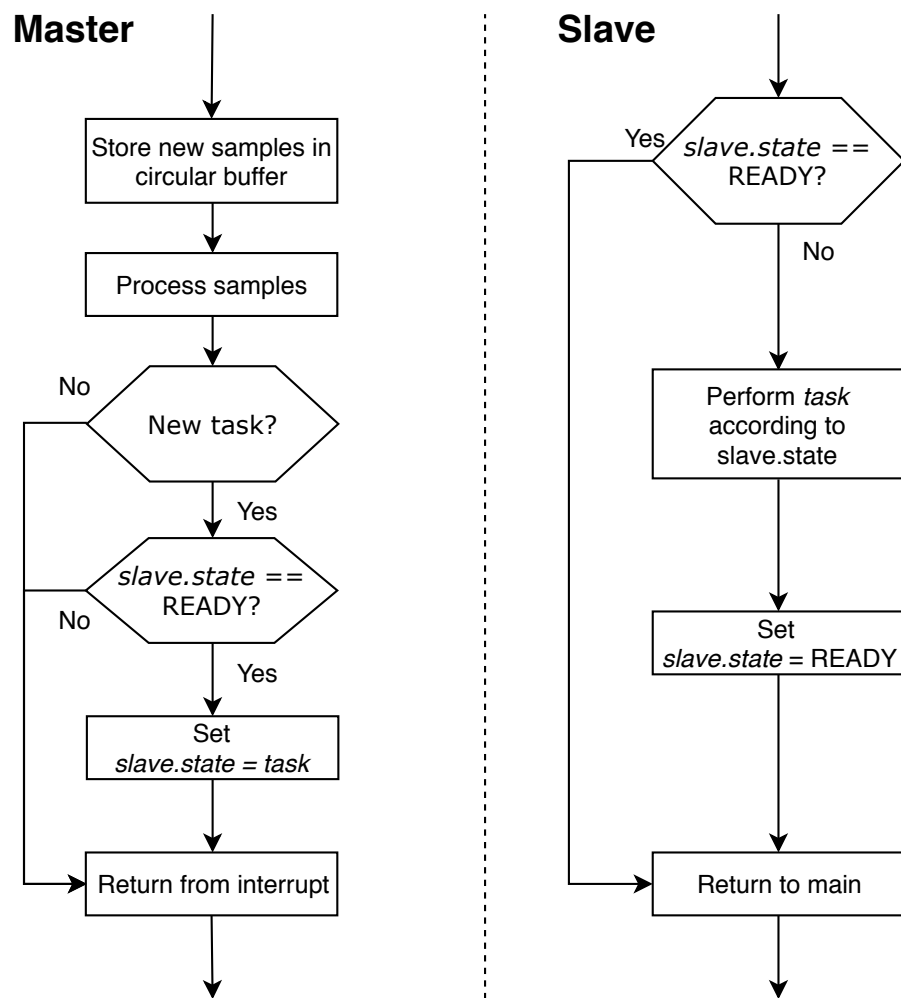 Master
Store new samples in
circular buffer
Process samples
No
New task?
Yes
slave.state ==
READY?
No
Yes
Set
slave.state = task
Return from interrupt
Slave
Yes
slave.state ==
READY?
No
Perform task
according to
slave.state
Set
slave.state = READY
Return to main